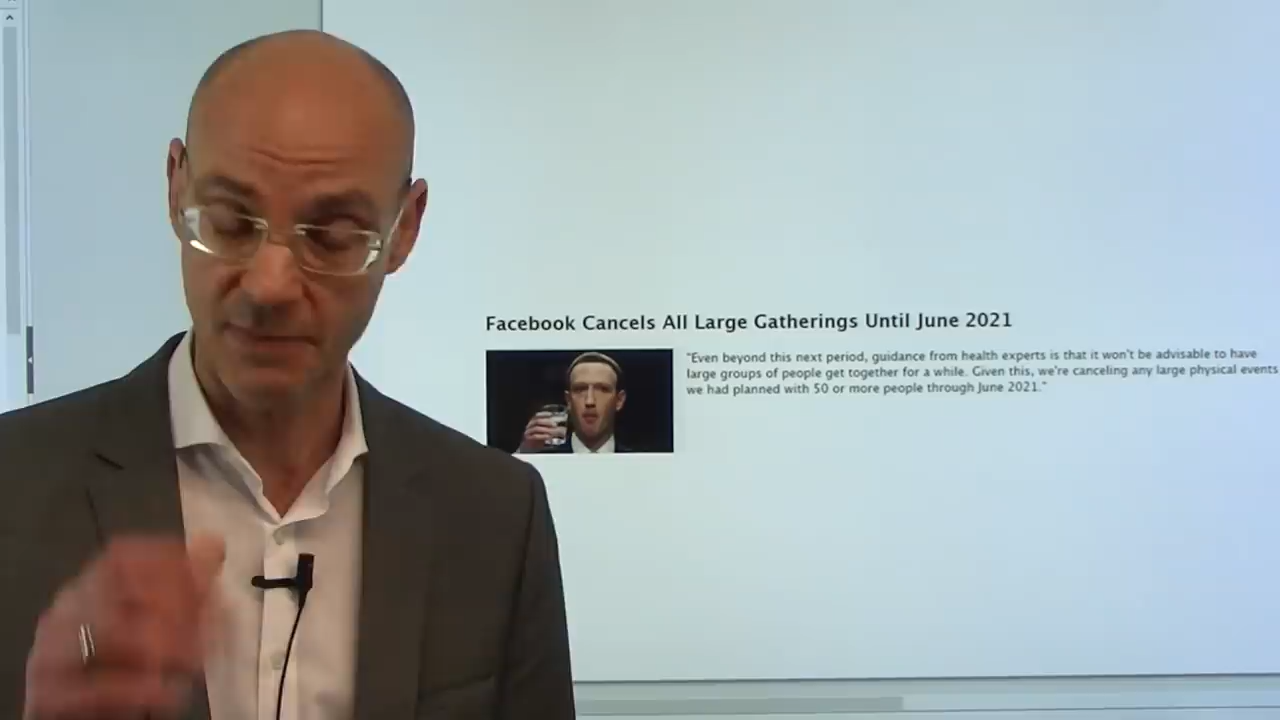 Facebook Cancels All Large Gatherings Until June 2021
"Even beyond this next period, guidance from health experts is that it won't be advisable to have
large groups of people get together for a while. Given this, we're canceling any large physical events
we had planned with 50 or more people through June 2021."